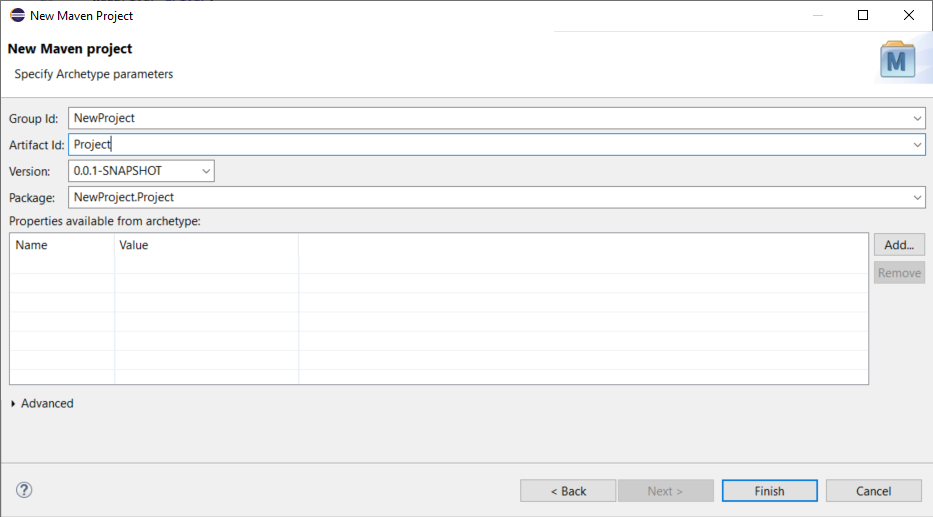 New Maven Project
New Maven project
Specify Archetype parameters
M
Group Id: NewProject
Artifact Id: Project
Version: 0.0.1-SNAPSHOT
Package: NewProject.Project
Properties available from archetype:
Name Value
Add...
Remove
Advanced
? < Back Next > Finish Cancel